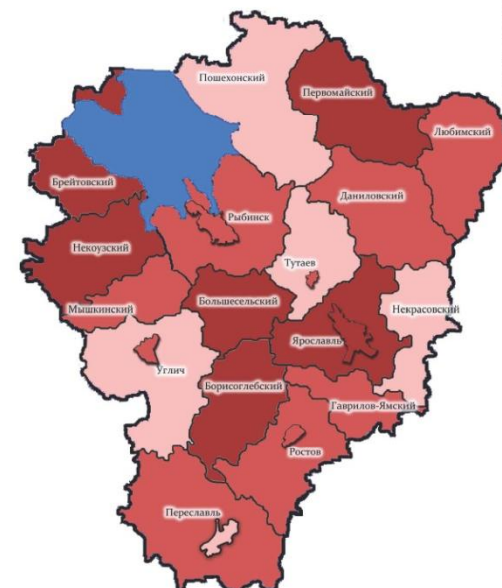 Пошехонский
Первомайский
Любимский
Брейтовский
Даниловский
Рыбинск
Некоузский
Тутаев
Мышкинский
Большесельский
Некрасовский
Ярославль
Углич
Борисоглебский
Гаврилов-Ямский
Ростов
Переславль